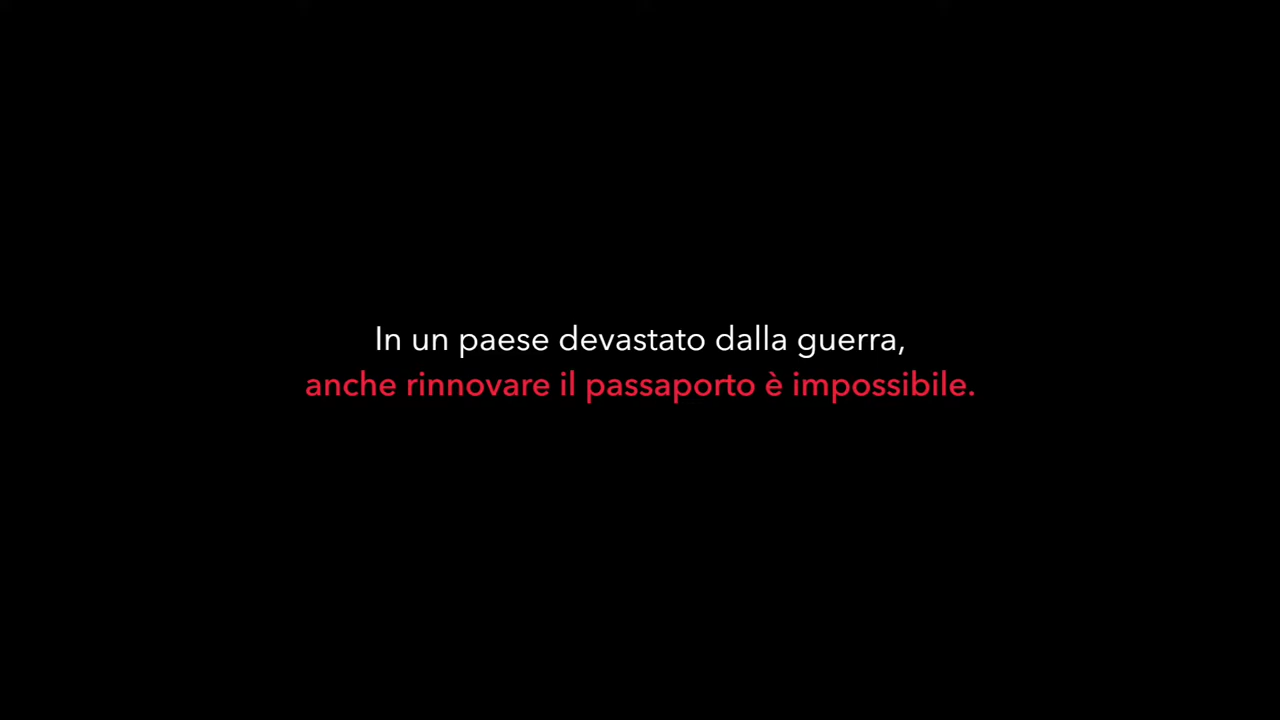 In un paese devastato dalla guerra,
anche rinnovare il passaporto è impossibile.